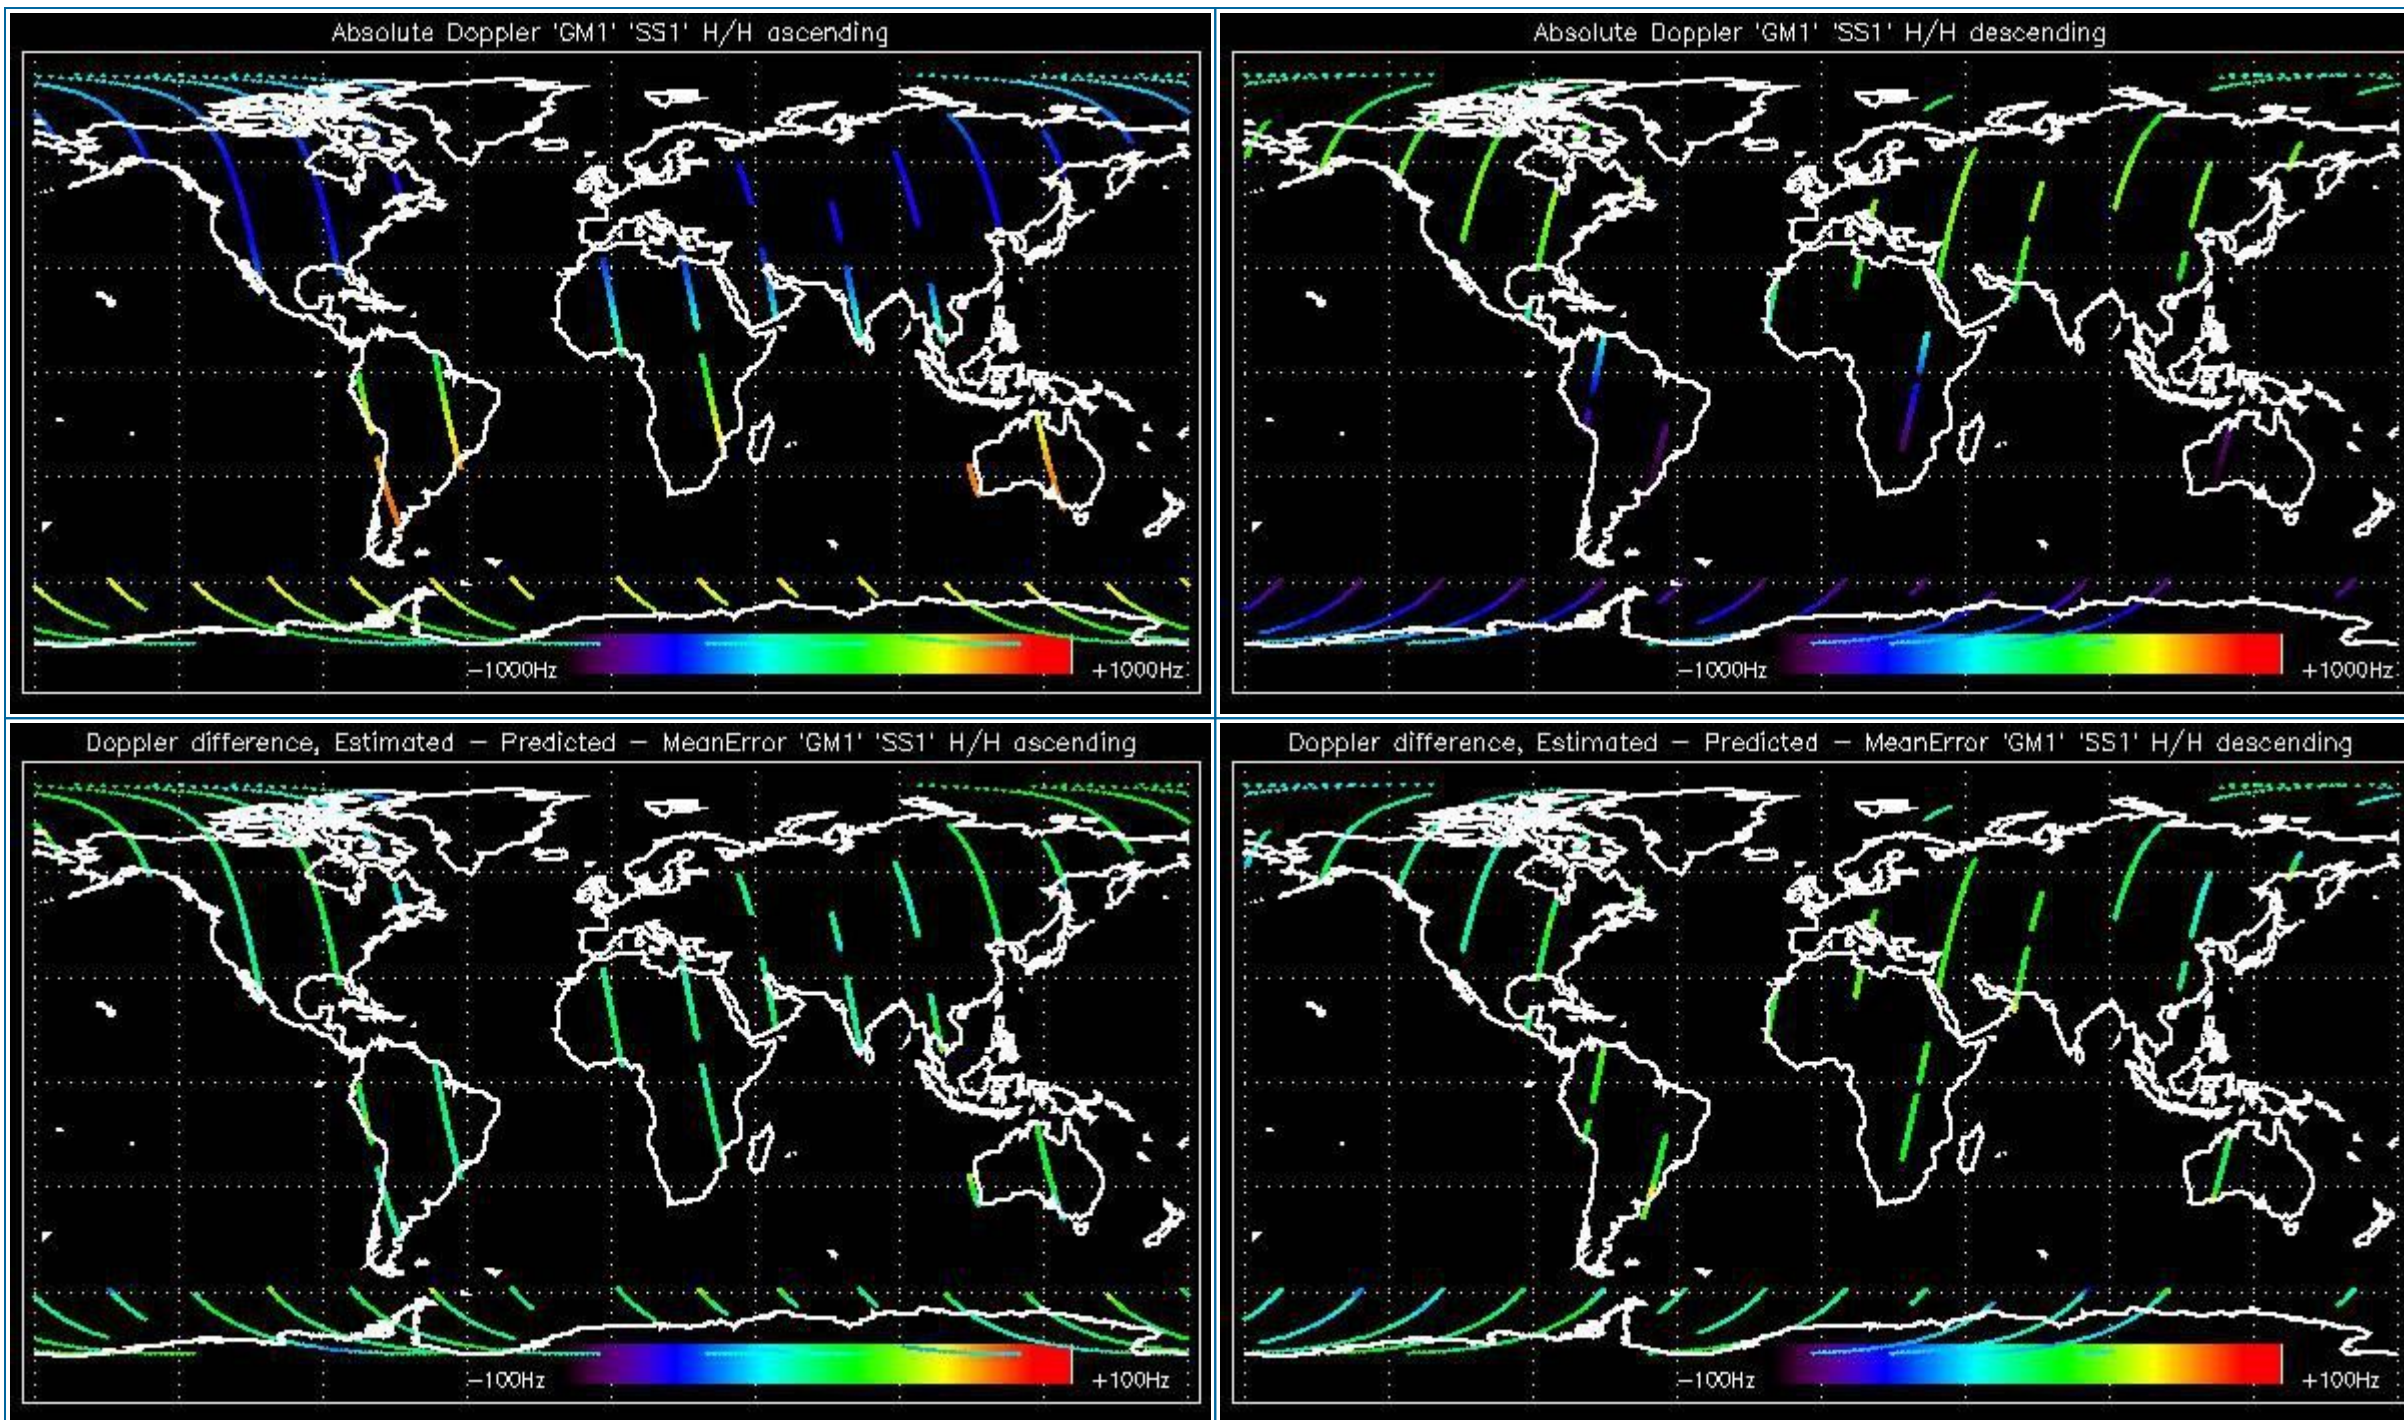 Absolute Doppler 'GM1' 'SS1' H/H ascending
−1000Hz
+1000Hz
Absolute Doppler 'GM1' 'SS1' H/H descending
−1000Hz
+1000Hz
Doppler difference, Estimated − Predicted − MeanError 'GM1' 'SS1' H/H ascending
−100Hz
+100Hz
Doppler difference, Estimated − Predicted − MeanError 'GM1' 'SS1' H/H descending
−100Hz
+100Hz